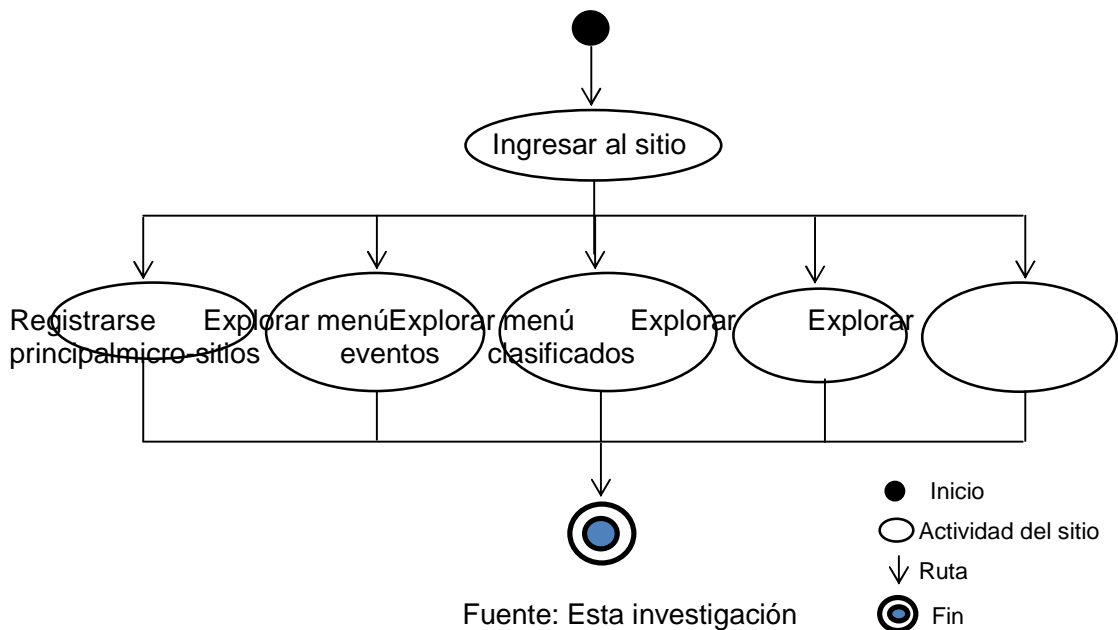 Ingresar al sitio
Registrarse Explorar menú Explorar menú Explorar Explorar
principal micro-sitios eventos clasificados
Inicio
Actividad del sitio
Ruta
Fin
Fuente: Esta investigación